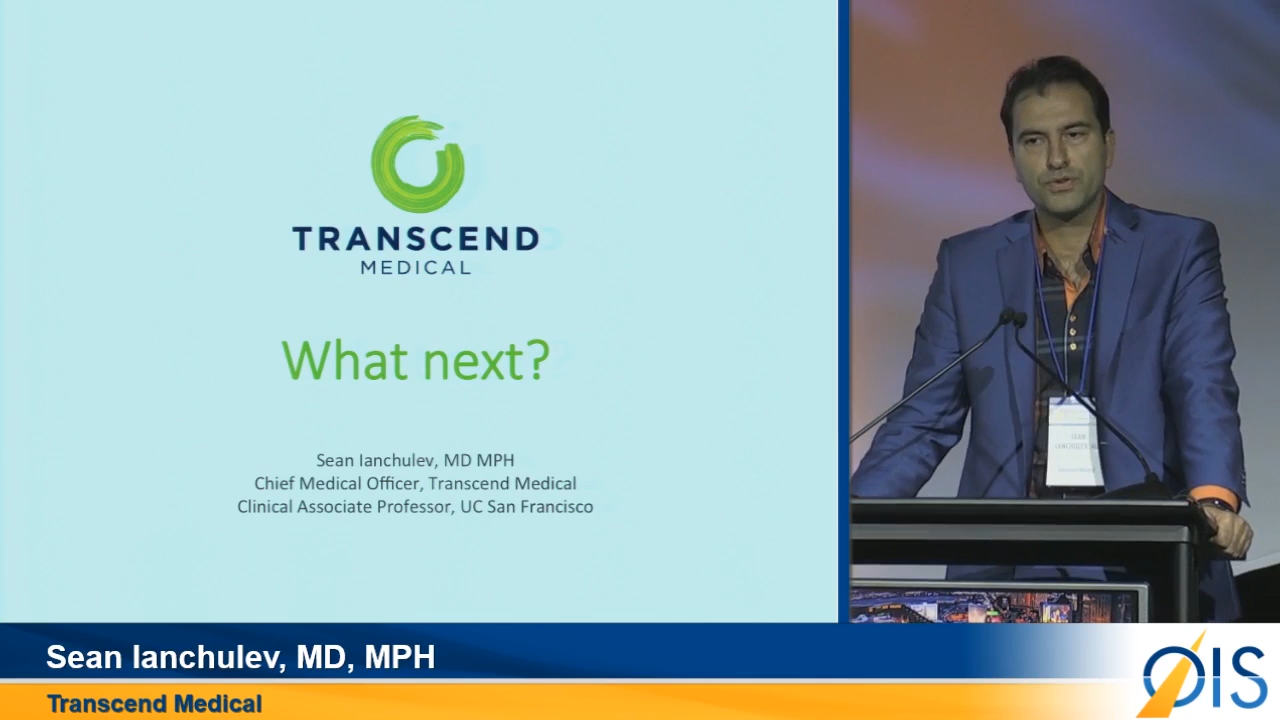 TRANSCEND
MEDICAL
What next?
Sean Ianchulev, MD MPH
Chief Medical Officer, Transcend Medical
Clinical Associate Professor, UC San Francisco
SEAN
Sean Ianchulev, MD, MPH
Transcend Medical
OIS